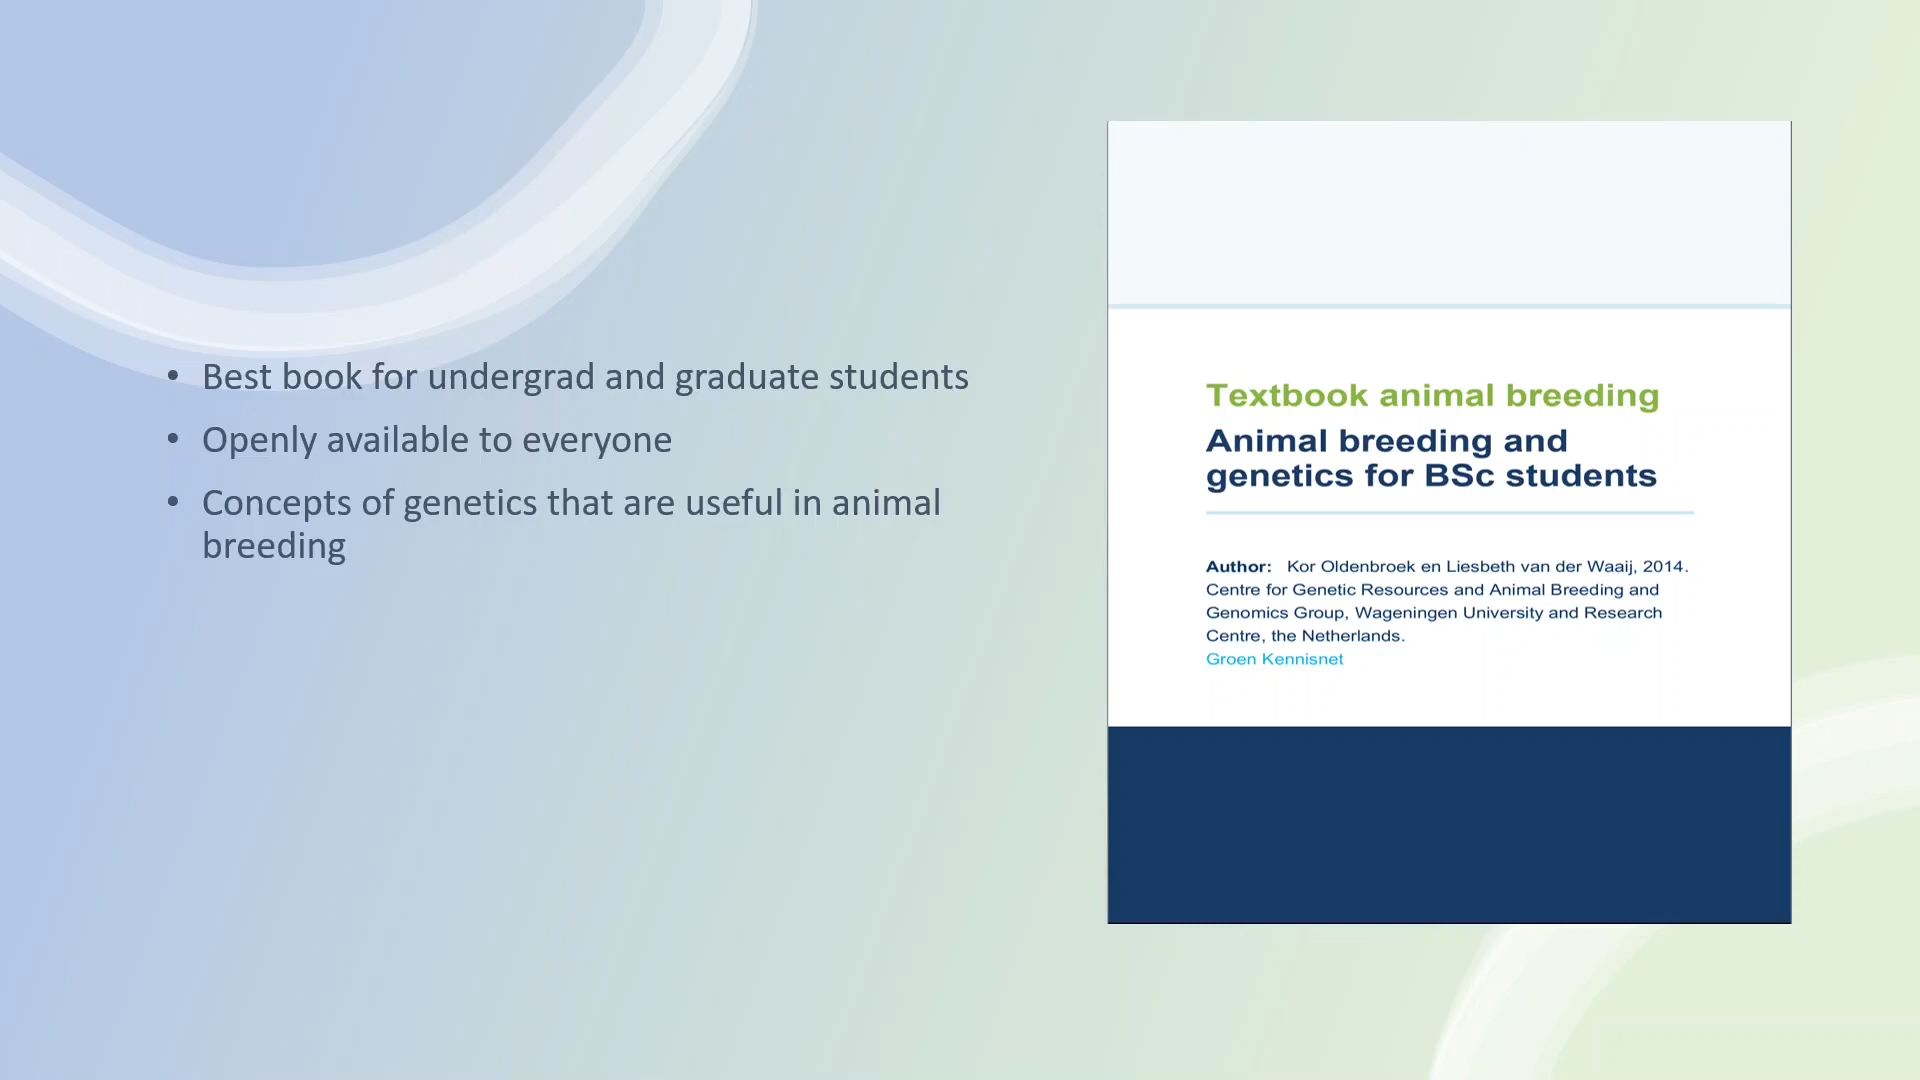 • Best book for undergrad and graduate students
• Openly available to everyone
• Concepts of genetics that are useful in animal
breeding
Textbook animal breeding
Animal breeding and
genetics for BSc students
Author: Kor Oldenbroek en Liesbeth van der Waaij, 2014.
Centre for Genetic Resources and Animal Breeding and
Genomics Group, Wageningen University and Research
Centre, the Netherlands.
Groen Kennisnet